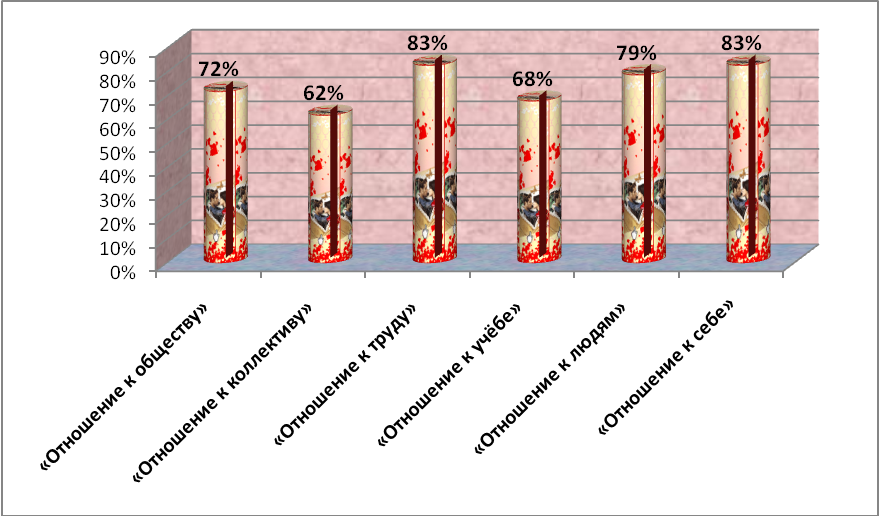 83%
83%
79%
72%
68%
62%
90%
80%
70%
60%
50%
40%
30%
20%
10%
0%
«Отношение к обществу»
«Отношение к коллективу»
«Отношение к труду»
«Отношение к учёбе»
«Отношение к людям»
«Отношение к себе»